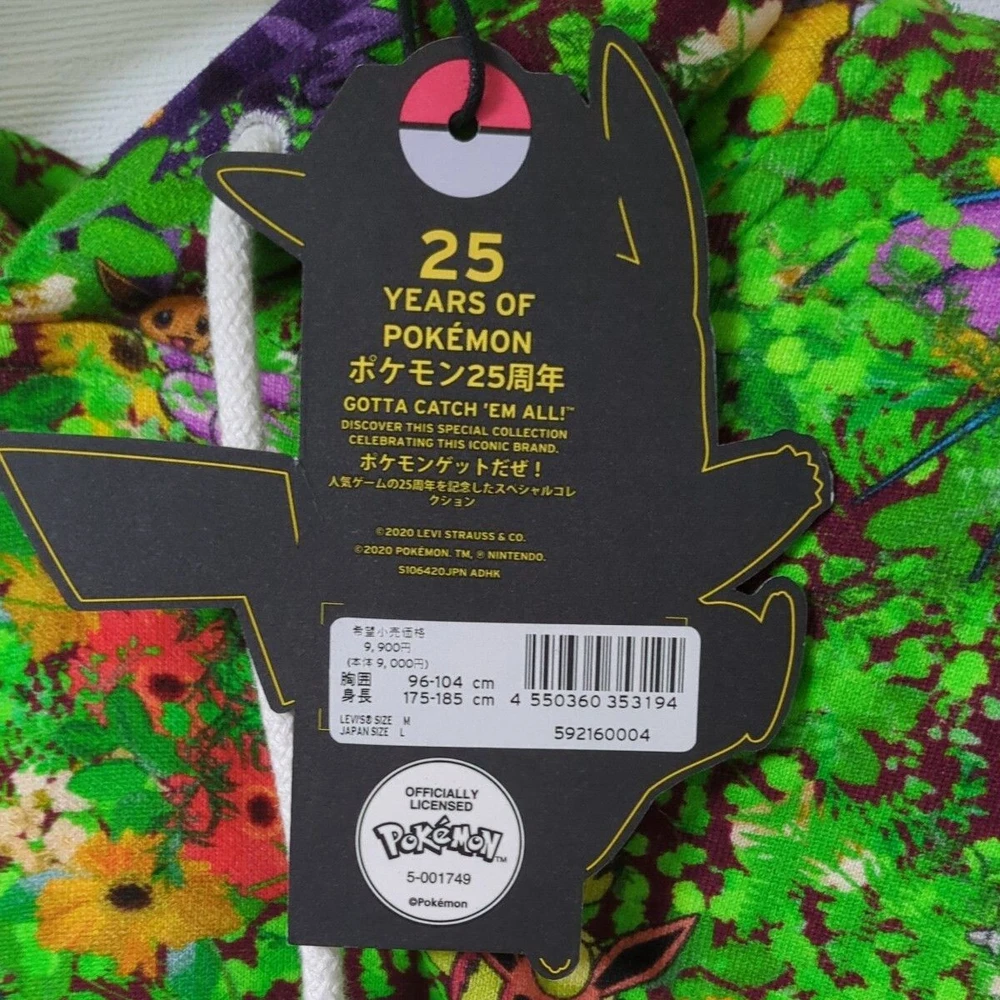 25
YEARS OF
POKÉMON
ポケモン25周年
GOTTA CATCH 'EM ALL!™
DISCOVER THIS SPECIAL COLLECTION
CELEBRATING THIS ICONIC BRAND.
ポケモンゲットだぜ！
人気ゲームの25周年を記念したスペシャルコレ
クション
©2020 LEVI STRAUSS & CO.
©2020 POKÉMON. TM, ® NINTENDO.
S106420JPN ADHK
希望小売価格
9,900円
(本体 9,000円)
胸囲 96-104 cm
身長 175-185 cm
LEVI'S® SIZE M
JAPAN SIZE L
4 550360 353194
592160004
OFFICIALLY
LICENSED
POKéMON™
5-001749
©Pokémon